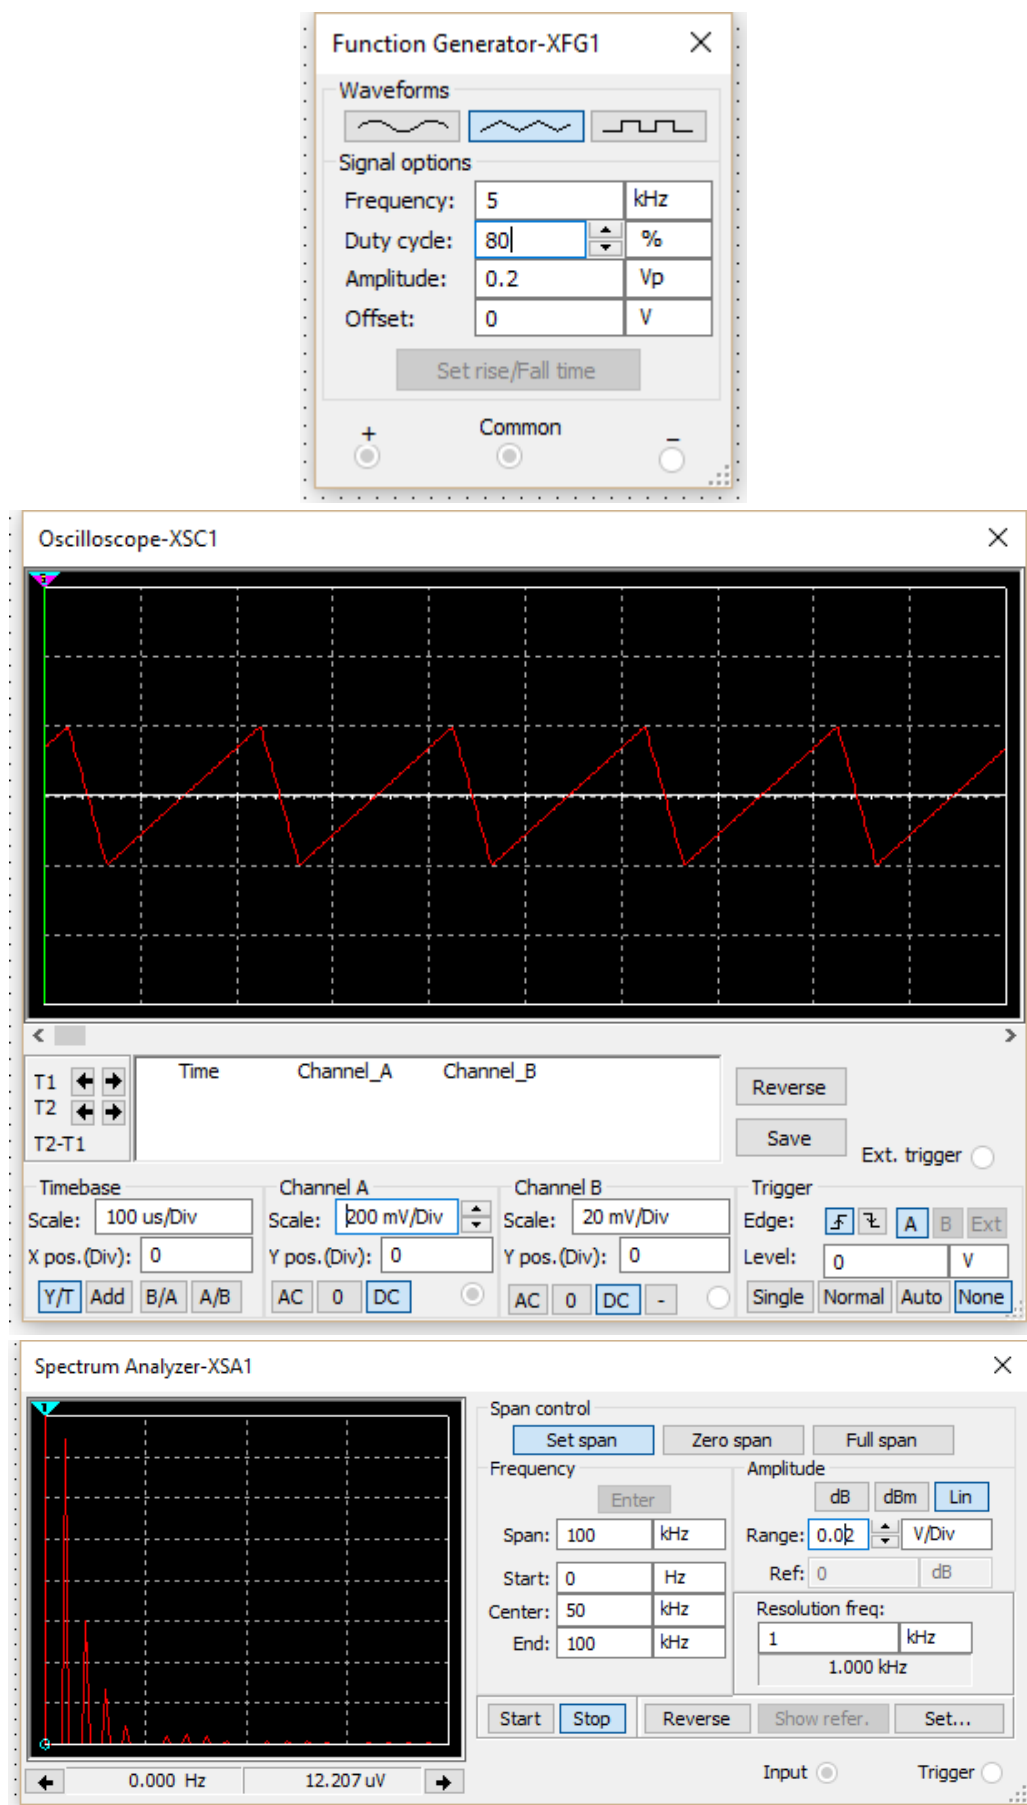 Function Generator-XFG1
Waveforms
Signal options
Frequency: 5 kHz
Duty cycle: 80 %
Amplitude: 0.2 Vp
Offset: 0 V
Set rise/Fall time
+ Common −
Oscilloscope-XSC1
Time Channel_A Channel_B
T1
T2
T2-T1
Reverse
Save
Ext. trigger
Timebase Channel A Channel B Trigger
Scale: 100 us/Div Scale: 200 mV/Div Scale: 20 mV/Div Edge: A B Ext
X pos.(Div): 0 Y pos.(Div): 0 Y pos.(Div): 0 Level: 0 V
Y/T Add B/A A/B AC 0 DC AC 0 DC - Single Normal Auto None
Spectrum Analyzer-XSA1
Span control
Set span Zero span Full span
Frequency Amplitude
Enter dB dBm Lin
Span: 100 kHz Range: 0.02 V/Div
Start: 0 Hz Ref: 0 dB
Center: 50 kHz Resolution freq:
End: 100 kHz 1 kHz
1.000 kHz
Start Stop Reverse Show refer. Set...
0.000 Hz 12.207 uV Input Trigger